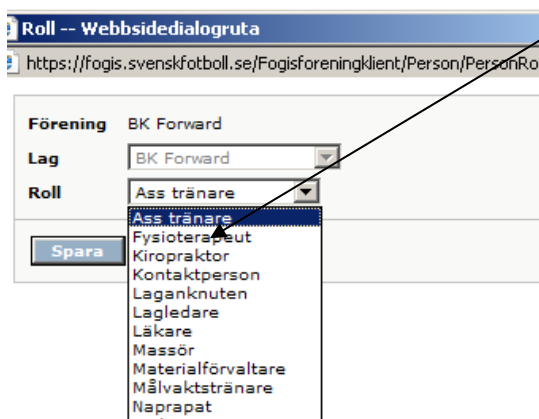 Roll -- Webbsidedialogruta
https://fogis.svenskfotboll.se/Fogisforeningklient/Person/PersonRo
Förening BK Forward
Lag BK Forward
Roll Ass tränare
Ass tränare
Fysioterapeut
Spara
Kiropraktor
Kontaktperson
Laganknuten
Lagledare
Läkare
Massör
Materialförvaltare
Målvaktstränare
Naprapat